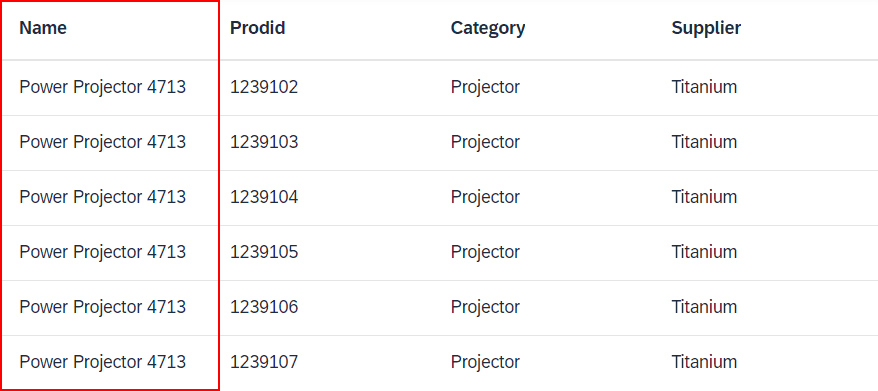 Name Prodid Category Supplier
Power Projector 4713 1239102 Projector Titanium
Power Projector 4713 1239103 Projector Titanium
Power Projector 4713 1239104 Projector Titanium
Power Projector 4713 1239105 Projector Titanium
Power Projector 4713 1239106 Projector Titanium
Power Projector 4713 1239107 Projector Titanium